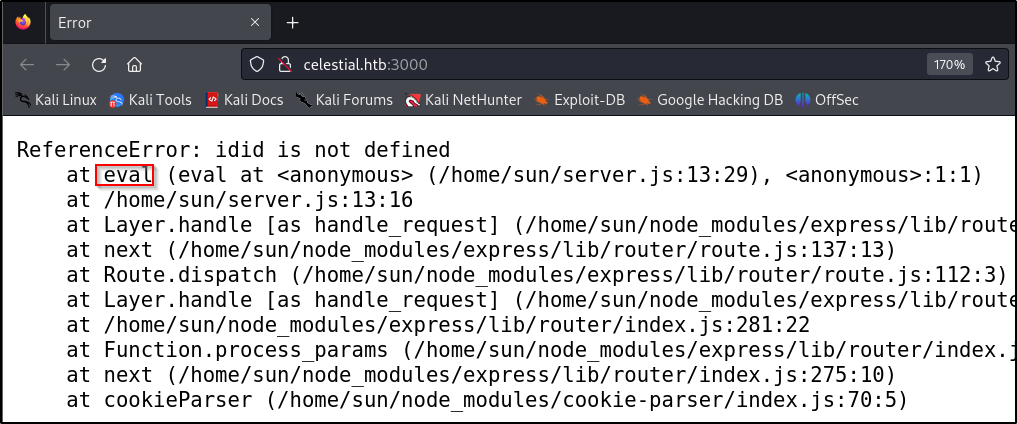 Error
celestial.htb:3000
170%
Kali Linux Kali Tools Kali Docs Kali Forums Kali NetHunter Exploit-DB Google Hacking DB OffSec
ReferenceError: idid is not defined
at eval (eval at <anonymous> (/home/sun/server.js:13:29), <anonymous>:1:1)
at /home/sun/server.js:13:16
at Layer.handle [as handle_request] (/home/sun/node_modules/express/lib/route
at next (/home/sun/node_modules/express/lib/router/route.js:137:13)
at Route.dispatch (/home/sun/node_modules/express/lib/router/route.js:112:3)
at Layer.handle [as handle_request] (/home/sun/node_modules/express/lib/route
at /home/sun/node_modules/express/lib/router/index.js:281:22
at Function.process_params (/home/sun/node_modules/express/lib/router/index.j
at next (/home/sun/node_modules/express/lib/router/index.js:275:10)
at cookieParser (/home/sun/node_modules/cookie-parser/index.js:70:5)